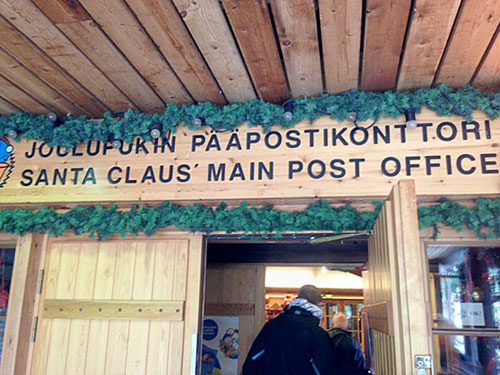 JOULUPUKIN PÄÄPOSTIKONTTORI
SANTA CLAUS´ MAIN POST OFFICE